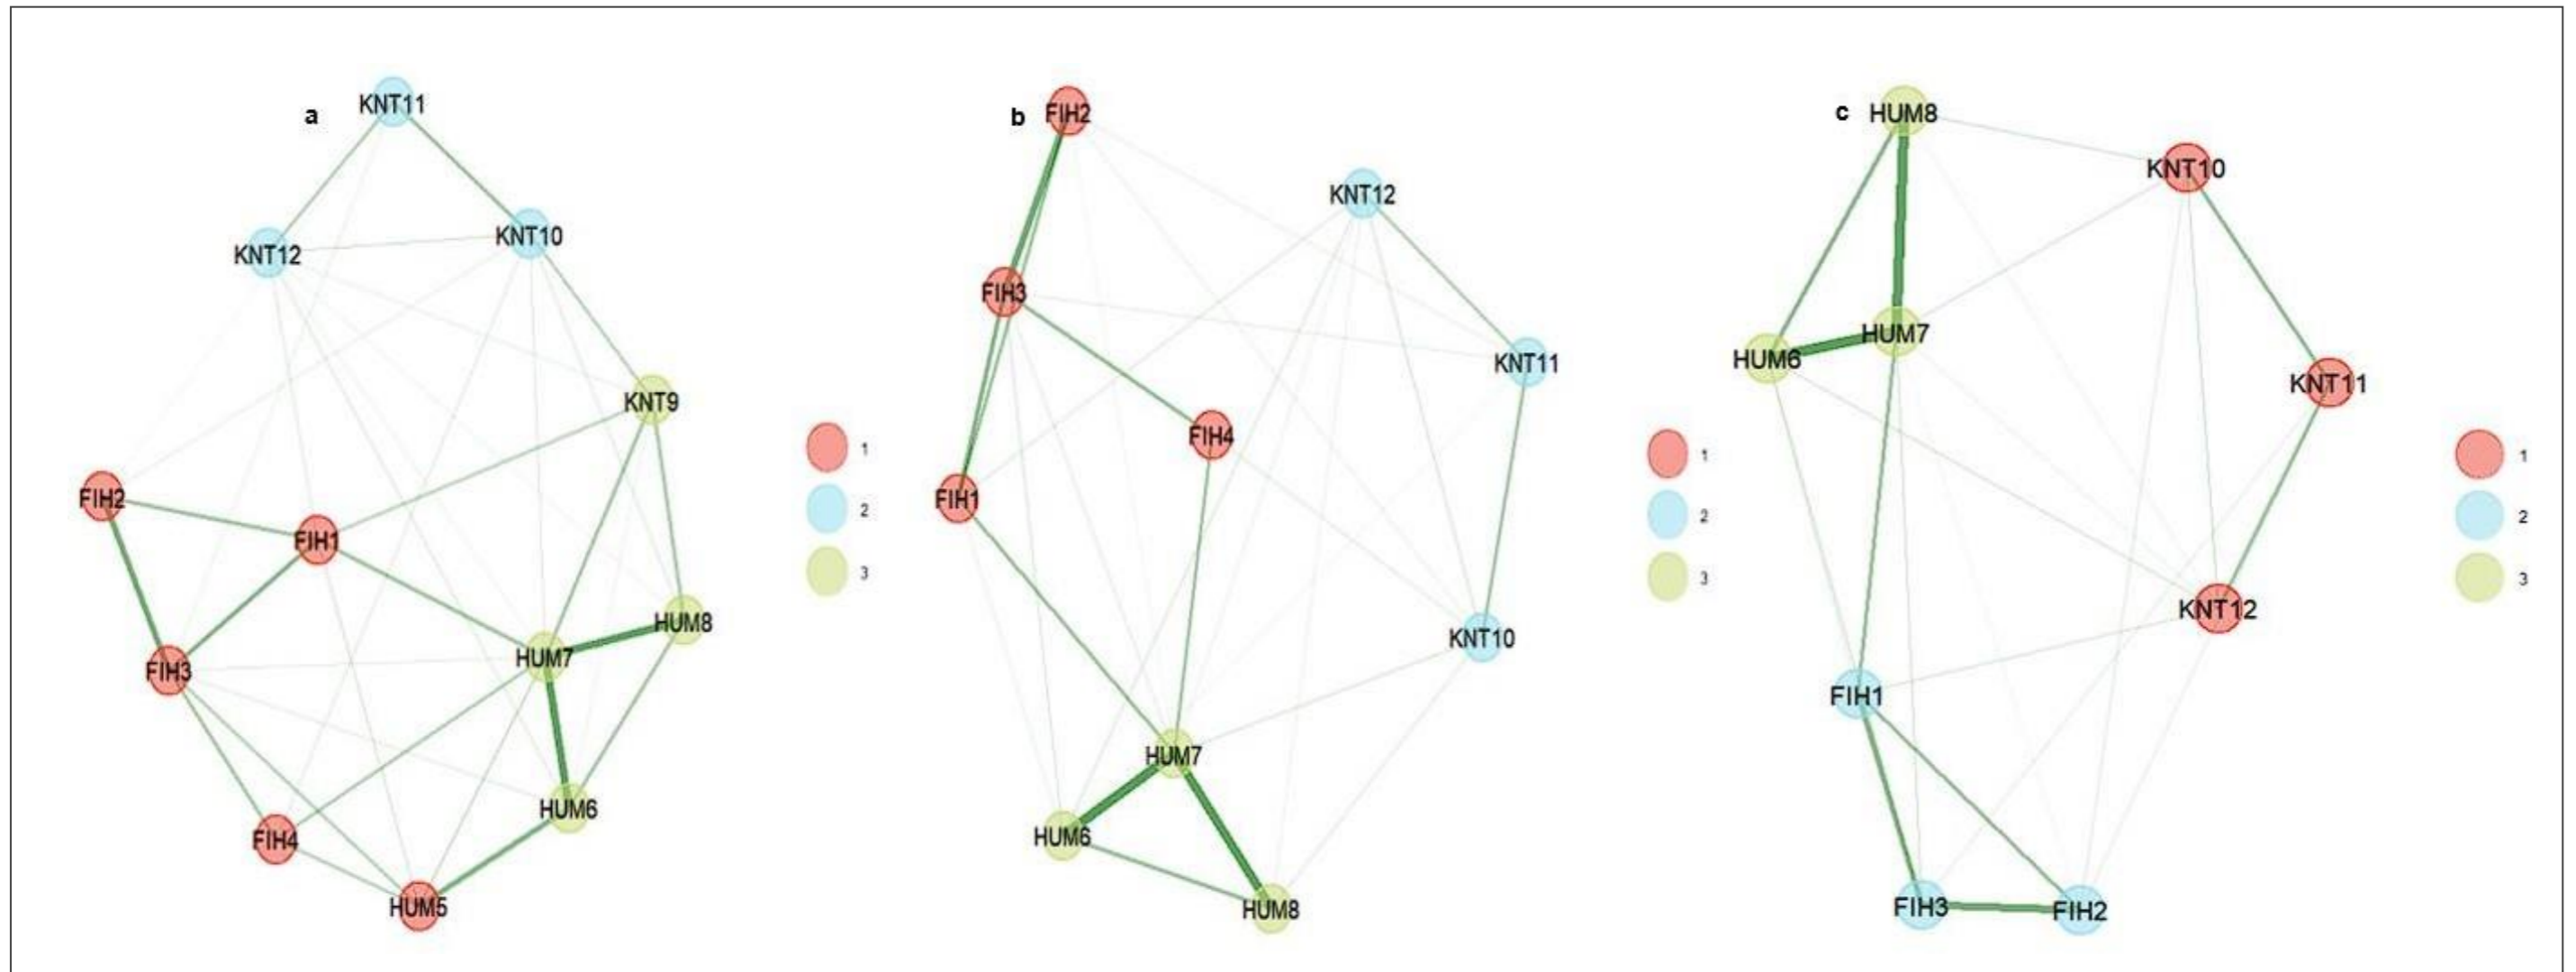 a
KNT11
KNT12
KNT10
KNT9
FIH2
FIH1
HUM8
HUM7
FIH3
HUM6
FIH4
HUM5
1
2
3
b
FIH2
KNT12
FIH3
KNT11
FIH4
FIH1
KNT10
HUM7
HUM6
HUM8
1
2
3
c
HUM8
KNT10
HUM7
HUM6
KNT11
KNT12
FIH1
FIH3
FIH2
1
2
3